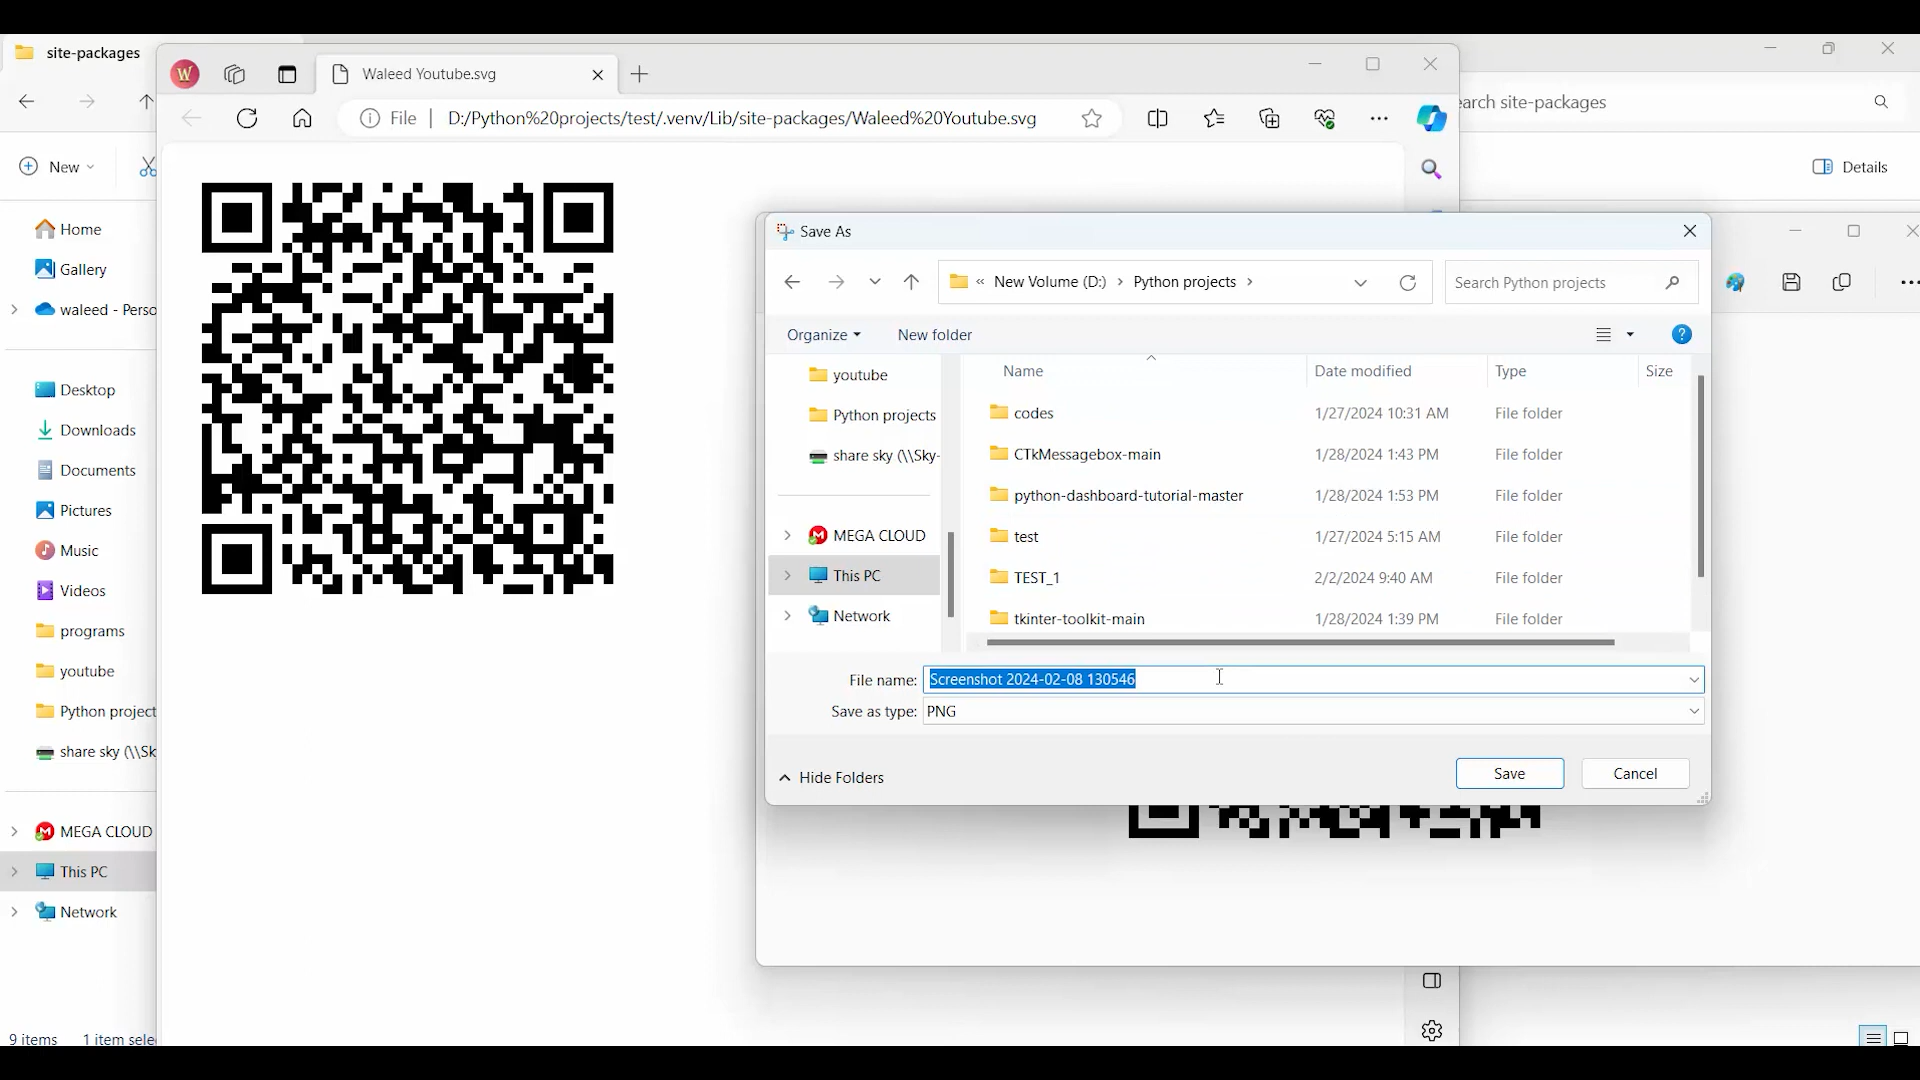 site-packages
W
Waleed Youtube.svg
File
D:/Python%20projects/test/.venv/Lib/site-packages/Waleed%20Youtube.svg
earch site-packages
New
Details
Home
Gallery
waleed - Perso
Desktop
Downloads
Documents
Pictures
Music
Videos
programs
youtube
Python project
share sky (\\Sk
MEGA CLOUD
This PC
Network
9 items 1 item sele
Save As
« New Volume (D:) › Python projects ›
Search Python projects
Organize
New folder
youtube
Python projects
share sky (\\Sky-
MEGA CLOUD
This PC
Network
Name Date modified Type Size
codes 1/27/2024 10:31 AM File folder
CTkMessagebox-main 1/28/2024 1:43 PM File folder
python-dashboard-tutorial-master 1/28/2024 1:53 PM File folder
test 1/27/2024 5:15 AM File folder
TEST_1 2/2/2024 9:40 AM File folder
tkinter-toolkit-main 1/28/2024 1:39 PM File folder
File name: Screenshot 2024-02-08 130546
Save as type: PNG
Hide Folders
Save
Cancel